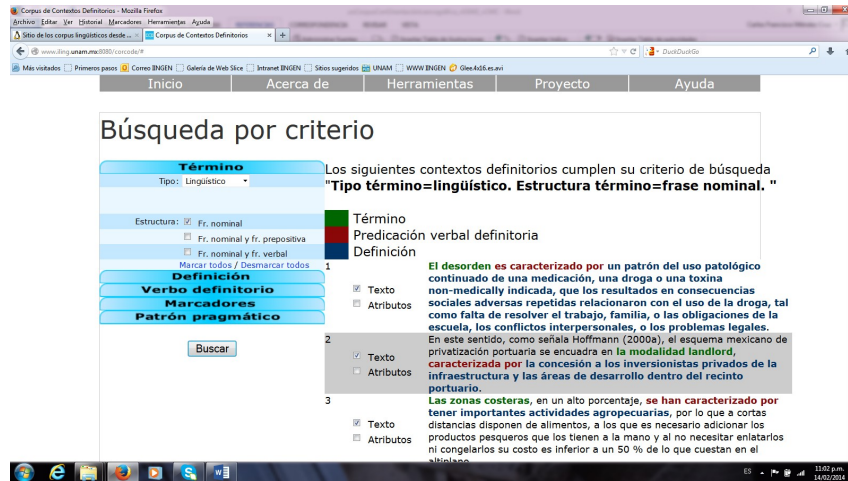 Corpus de Contextos Definitorios - Mozilla Firefox
Archivo Editar Ver Historial Marcadores Herramientas Ayuda
Sitio de los corpus lingüísticos desde ... × Corpus de Contextos Definitorios × +
www.iling.unam.mx:8080/corcode/# DuckDuckGo
Más visitados Primeros pasos Correo IINGEN Galería de Web Slice Intranet IINGEN Sitios sugeridos UNAM WWW IINGEN Glee.4x16.es.avi
Inicio Acerca de Herramientas Proyecto Ayuda
Búsqueda por criterio
Término
Tipo: Lingüístico
Estructura: Fr. nominal
Fr. nominal y fr. prepositiva
Fr. nominal y fr. verbal
Marcar todos / Desmarcar todos
Definición
Verbo definitorio
Marcadores
Patrón pragmático
Buscar
Los siguientes contextos definitorios cumplen su criterio de búsqueda
"Tipo término=lingüístico. Estructura término=frase nominal. "
Término
Predicación verbal definitoria
Definición
1
Texto
Atributos
El desorden es caracterizado por un patrón del uso patológico
continuado de una medicación, una droga o una toxina
non-medically indicada, que los resultados en consecuencias
sociales adversas repetidas relacionaron con el uso de la droga, tal
como falta de resolver el trabajo, familia, o las obligaciones de la
escuela, los conflictos interpersonales, o los problemas legales.
2
Texto
Atributos
En este sentido, como señala Hoffmann (2000a), el esquema mexicano de
privatización portuaria se encuadra en la modalidad landlord,
caracterizada por la concesión a los inversionistas privados de la
infraestructura y las áreas de desarrollo dentro del recinto
portuario.
3
Texto
Atributos
Las zonas costeras, en un alto porcentaje, se han caracterizado por
tener importantes actividades agropecuarias, por lo que a cortas
distancias disponen de alimentos, a los que es necesario adicionar los
productos pesqueros que los tienen a la mano y al no necesitar enlatarlos
ni congelarlos su costo es inferior a un 50 % de lo que cuestan en el
altiplano
ES 11:02 p.m.
14/02/2014